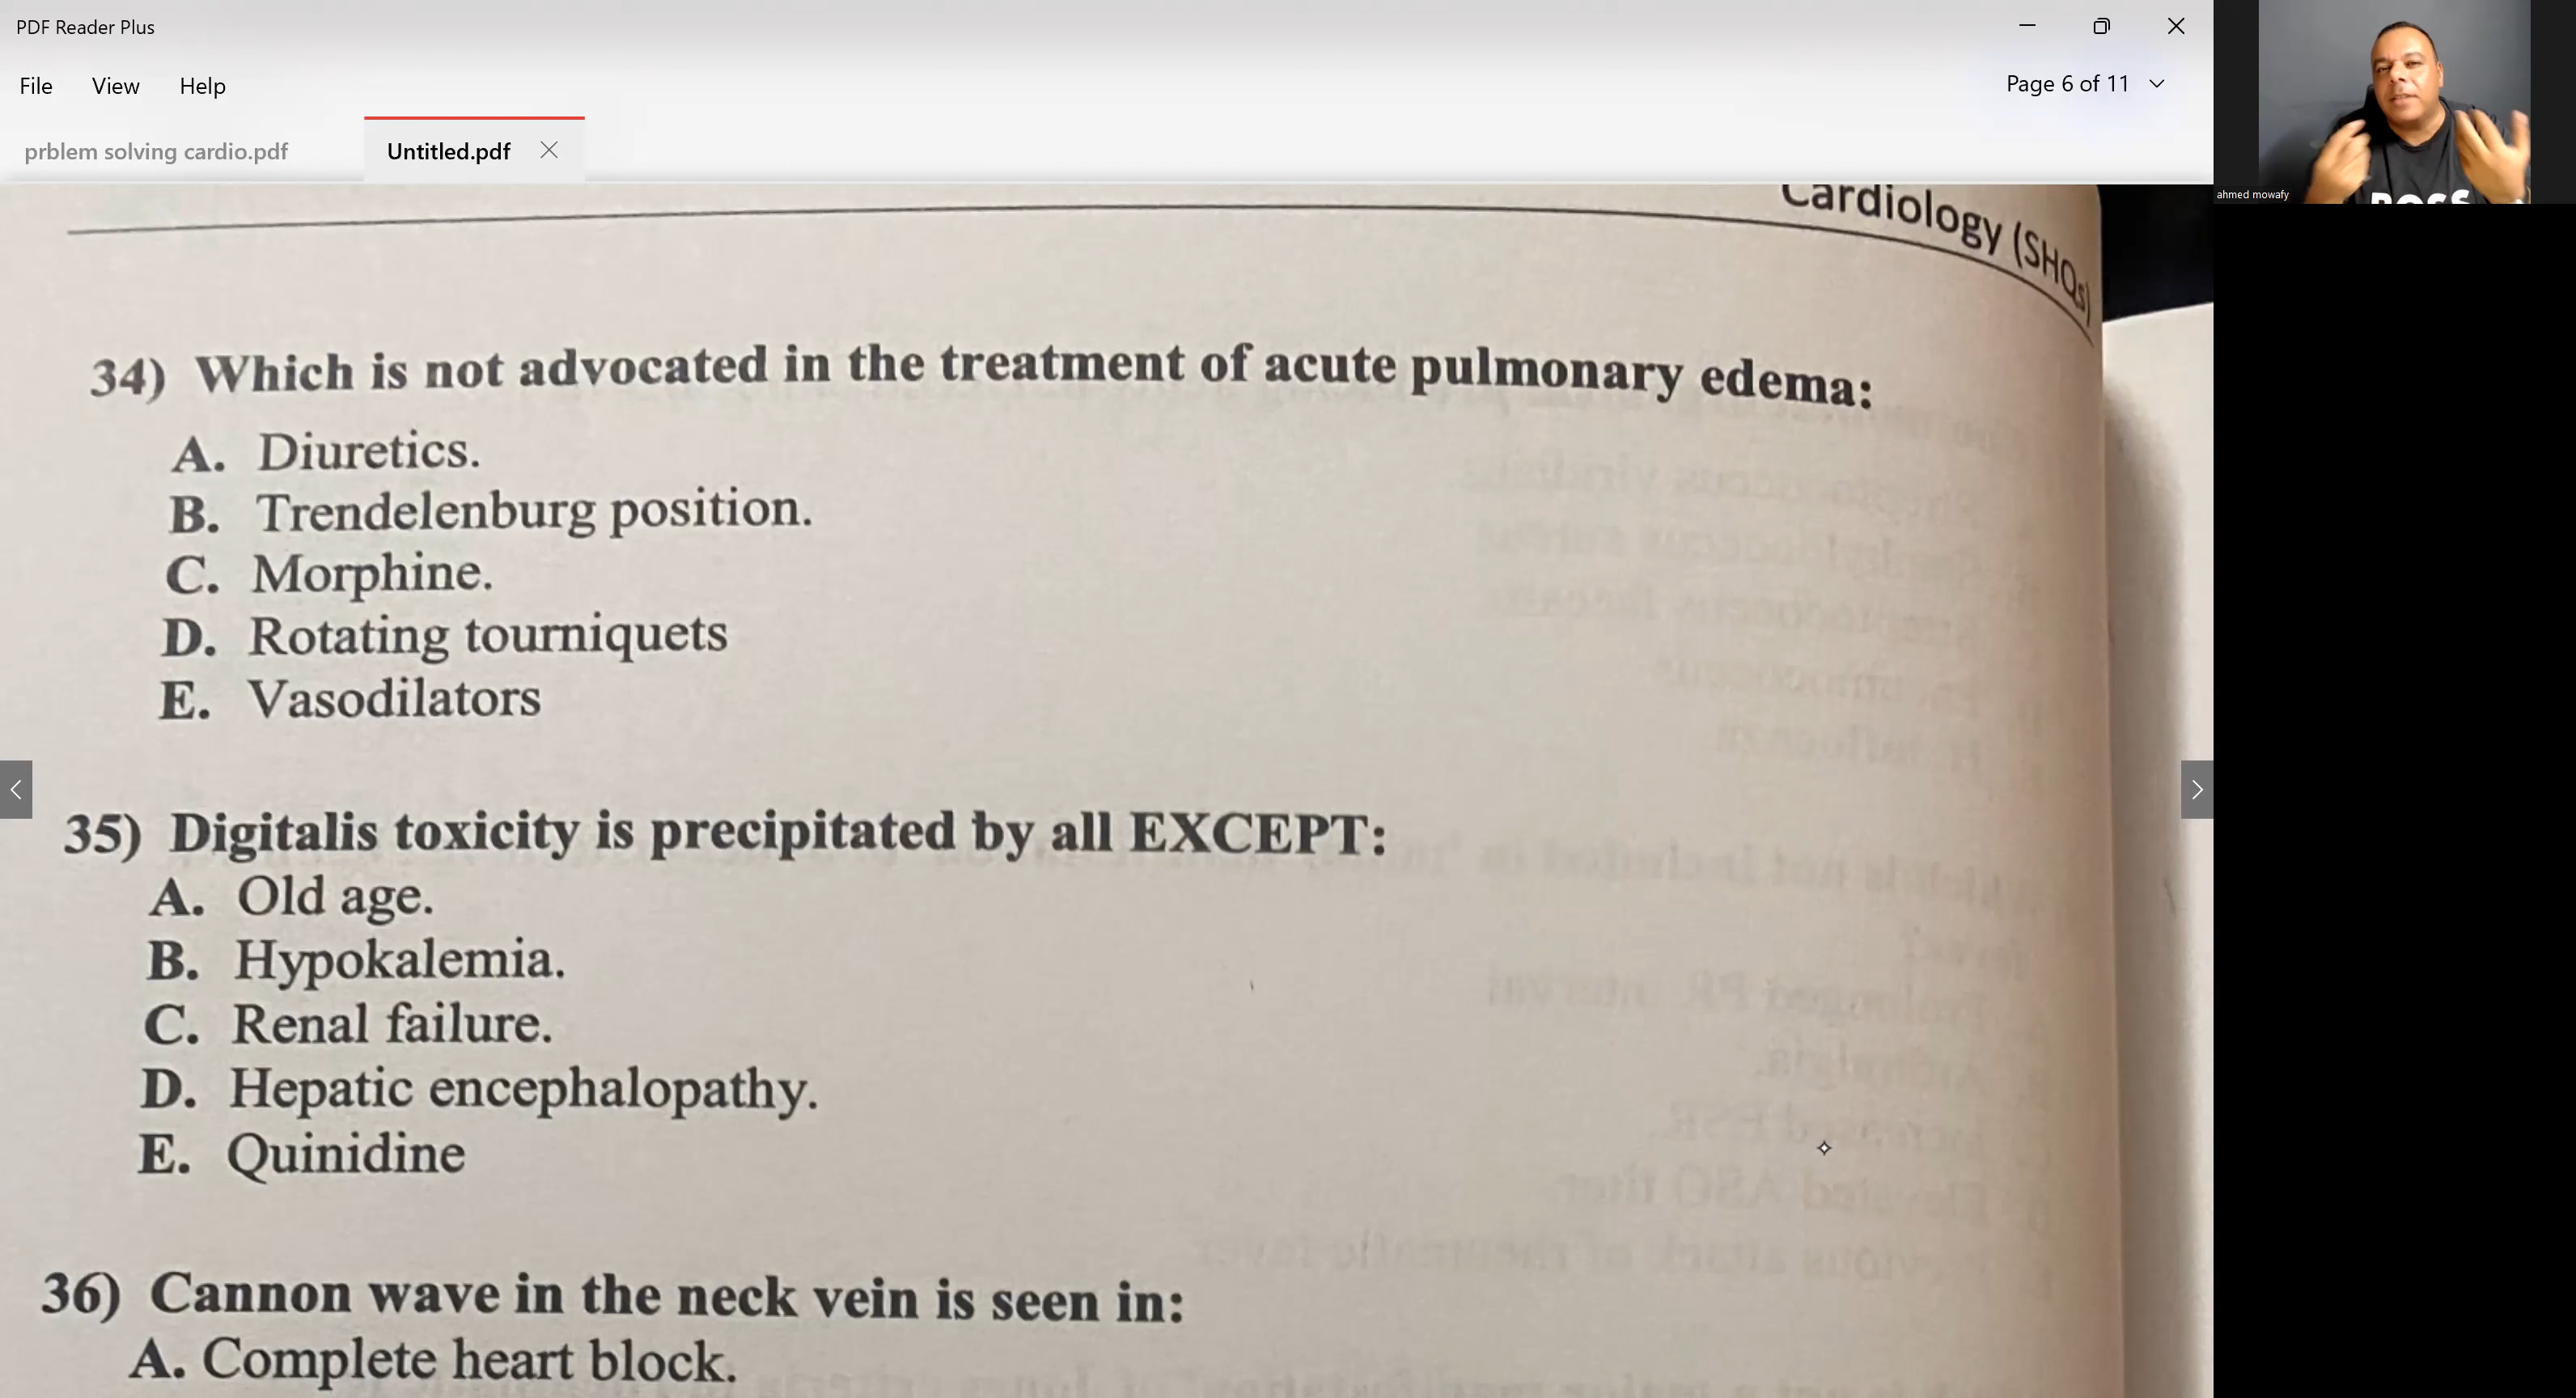 PDF Reader Plus
File View Help
Page 6 of 11
prblem solving cardio.pdf
Untitled.pdf
ahmed mowafy
Cardiology (SHQs)
34) Which is not advocated in the treatment of acute pulmonary edema:
A. Diuretics.
B. Trendelenburg position.
C. Morphine.
D. Rotating tourniquets
E. Vasodilators
35) Digitalis toxicity is precipitated by all EXCEPT:
A. Old age.
B. Hypokalemia.
C. Renal failure.
D. Hepatic encephalopathy.
E. Quinidine
36) Cannon wave in the neck vein is seen in:
A. Complete heart block.